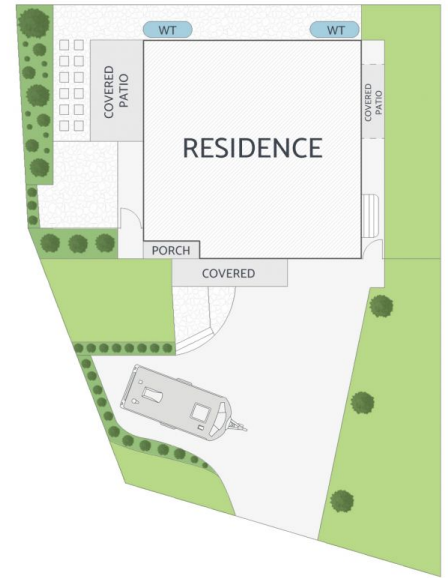 WT
WT
COVERED
PATIO
COVERED
PATIO
RESIDENCE
PORCH
COVERED